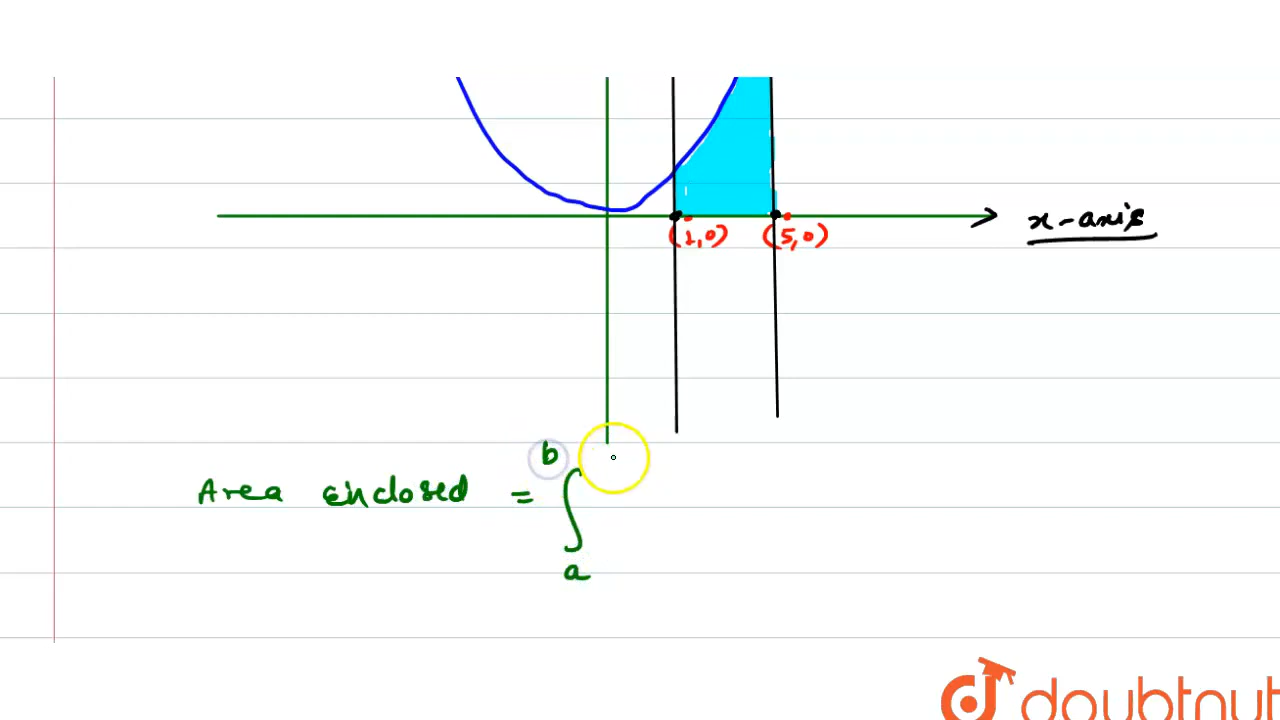 x-axis
(1,0) (5,0)
b
Area enclosed = ∫
a
doubtnut